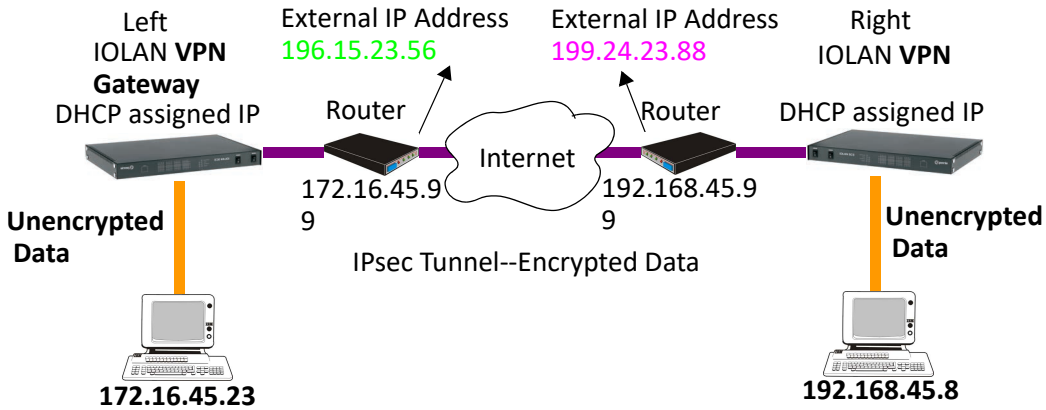 Left
IOLAN VPN
Gateway
DHCP assigned IP
External IP Address
196.15.23.56
External IP Address
199.24.23.88
Right
IOLAN VPN
DHCP assigned IP
Router
Router
Internet
172.16.45.9
9
192.168.45.9
9
Unencrypted
Data
Unencrypted
Data
IPsec Tunnel--Encrypted Data
172.16.45.23
192.168.45.8